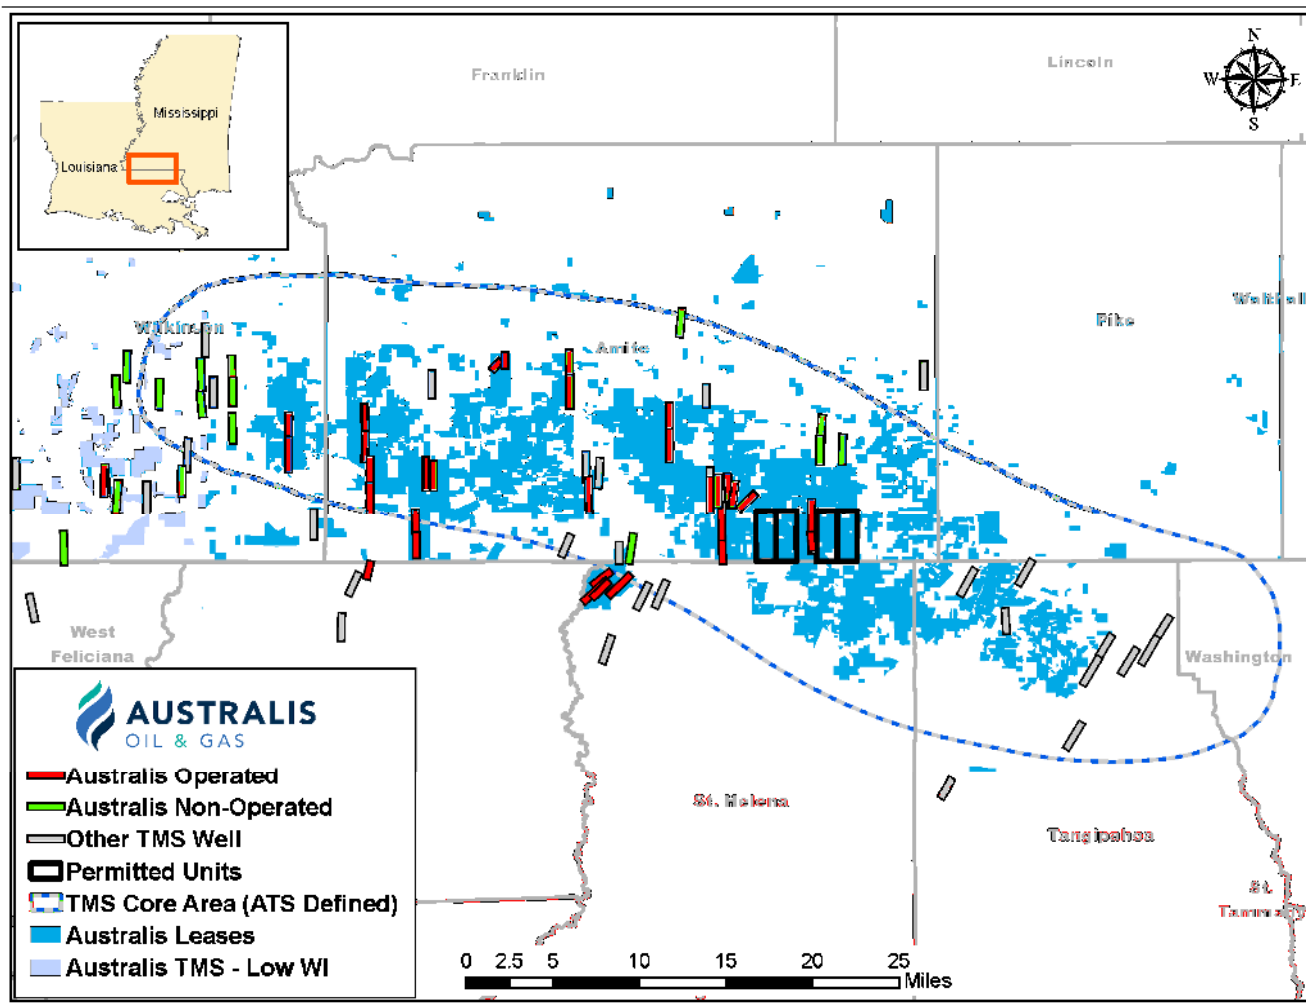 Franklin
Lincoln
N
W
E
S
Mississippi
Louisiana
Wilkinson
Amite
Pike
Walthall
West
Feliciana
Washington
St. Helena
Tangipahoa
St.
Tammany
AUSTRALIS
OIL & GAS
Australis Operated
Australis Non-Operated
Other TMS Well
Permitted Units
TMS Core Area (ATS Defined)
Australis Leases
Australis TMS - Low WI
0 2.5 5 10 15 20 25
Miles